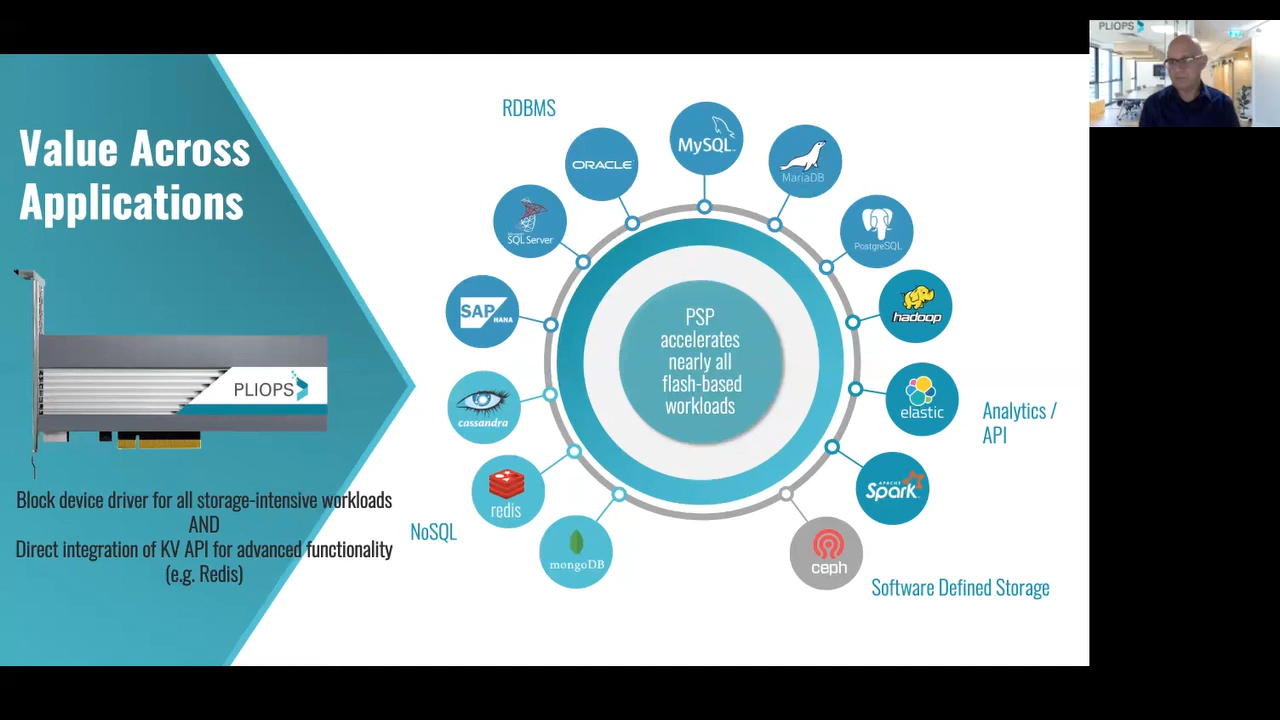 PLIOPS
Value Across
Applications
PLIOPS
Block device driver for all storage-intensive workloads
AND
Direct integration of KV API for advanced functionality
(e.g. Redis)
RDBMS
ORACLE
MySQL
MariaDB
PostgreSQL
SQL Server
SAP
HANA
hadoop
PSP
accelerates
nearly all
flash-based
workloads
cassandra
elastic
Analytics /
API
redis
APACHE
Spark
NoSQL
mongoDB
ceph
Software Defined Storage